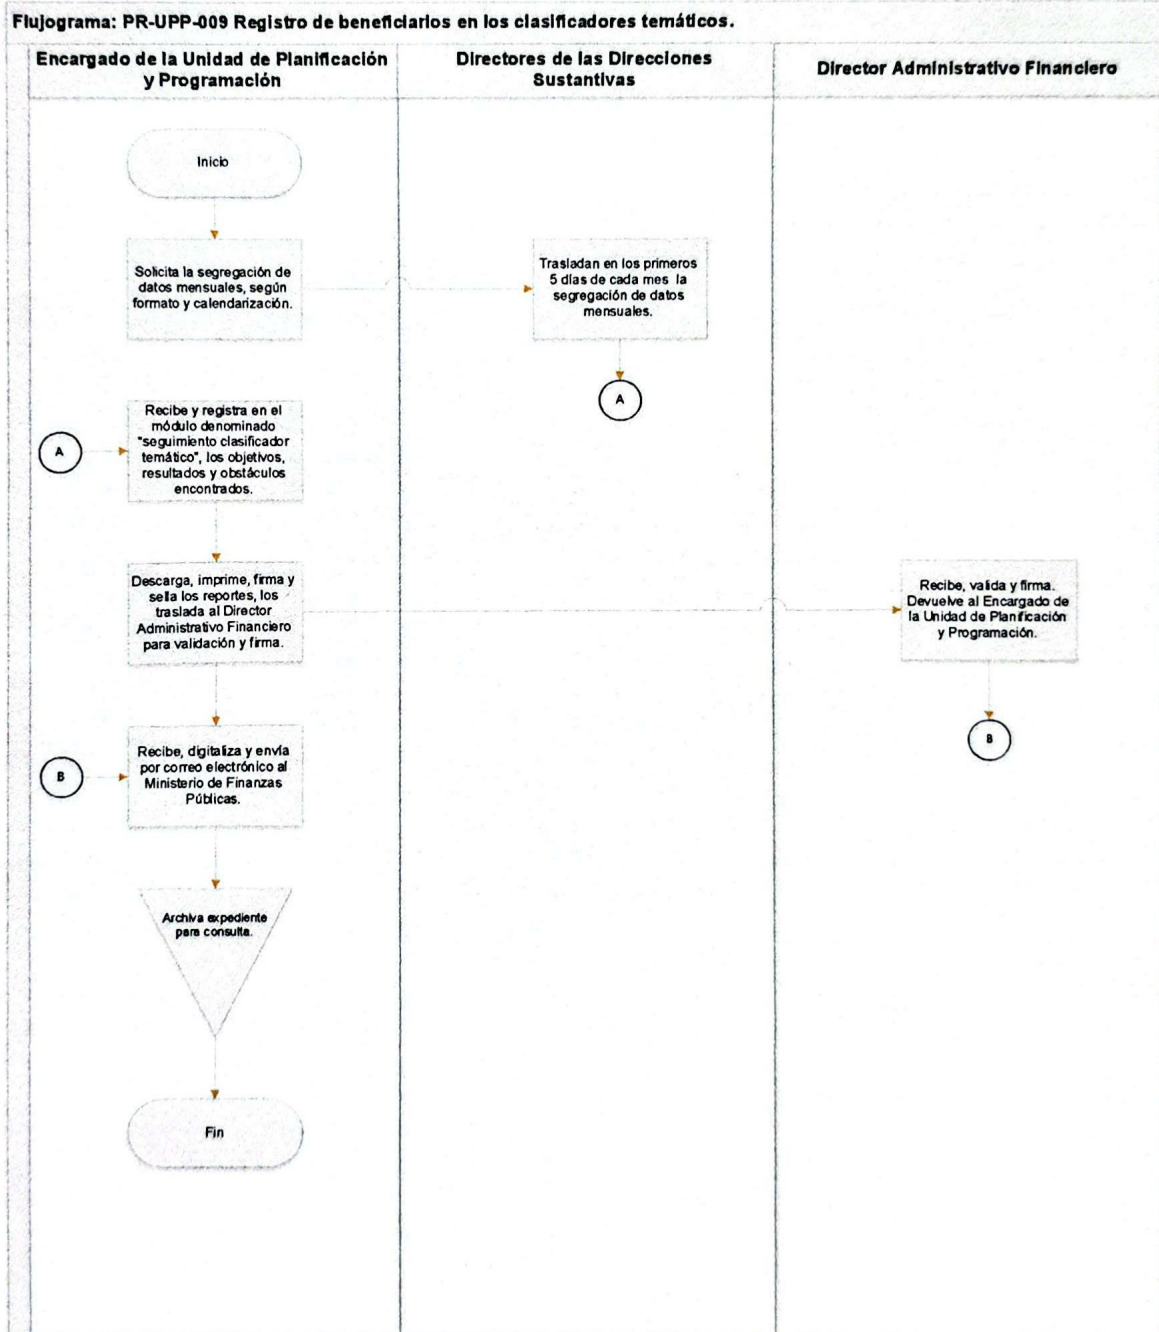 Flujograma: PR-UPP-009 Registro de beneficiarios en los clasificadores temáticos.
Encargado de la Unidad de Planificación
y Programación
Directores de las Direcciones
Sustantivas
Director Administrativo Financiero
Inicio
Solicita la segregación de
datos mensuales, según
formato y calendarización.
Trasladan en los primeros
5 días de cada mes la
segregación de datos
mensuales.
A
A
Recibe y registra en el
módulo denominado
"seguimiento clasificador
temático", los objetivos,
resultados y obstáculos
encontrados.
Descarga, imprime, firma y
sella los reportes, los
traslada al Director
Administrativo Financiero
para validación y firma.
Recibe, valida y firma.
Devuelve al Encargado de
la Unidad de Planificación
y Programación.
B
B
Recibe, digitaliza y envía
por correo electrónico al
Ministerio de Finanzas
Públicas.
Archiva expediente
para consulta.
Fin